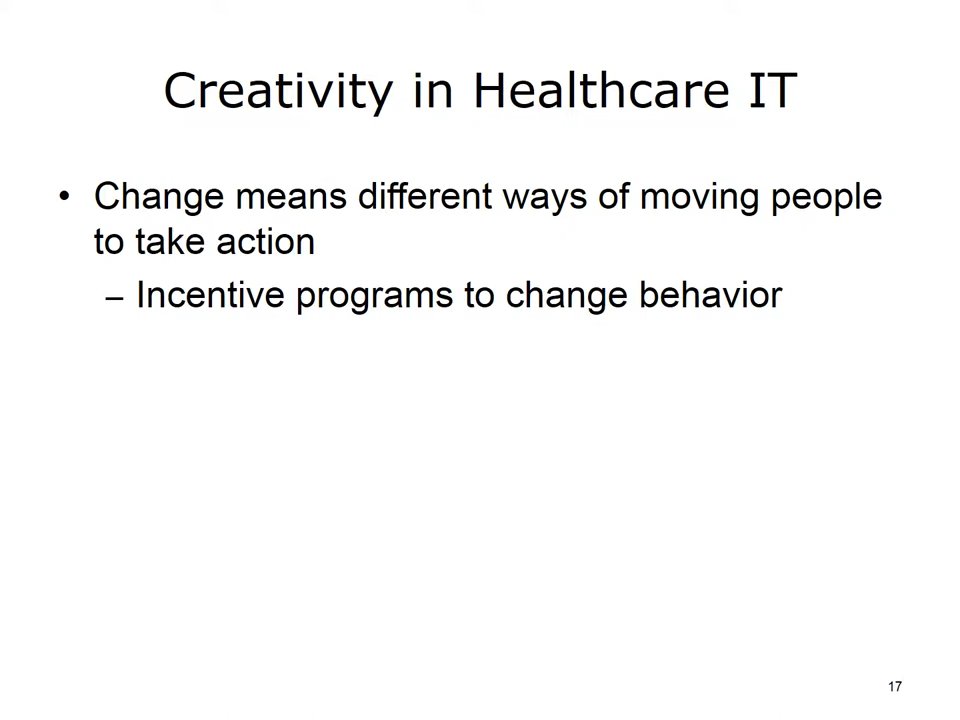 Creativity in Healthcare IT
• Change means different ways of moving people
to take action
– Incentive programs to change behavior
17